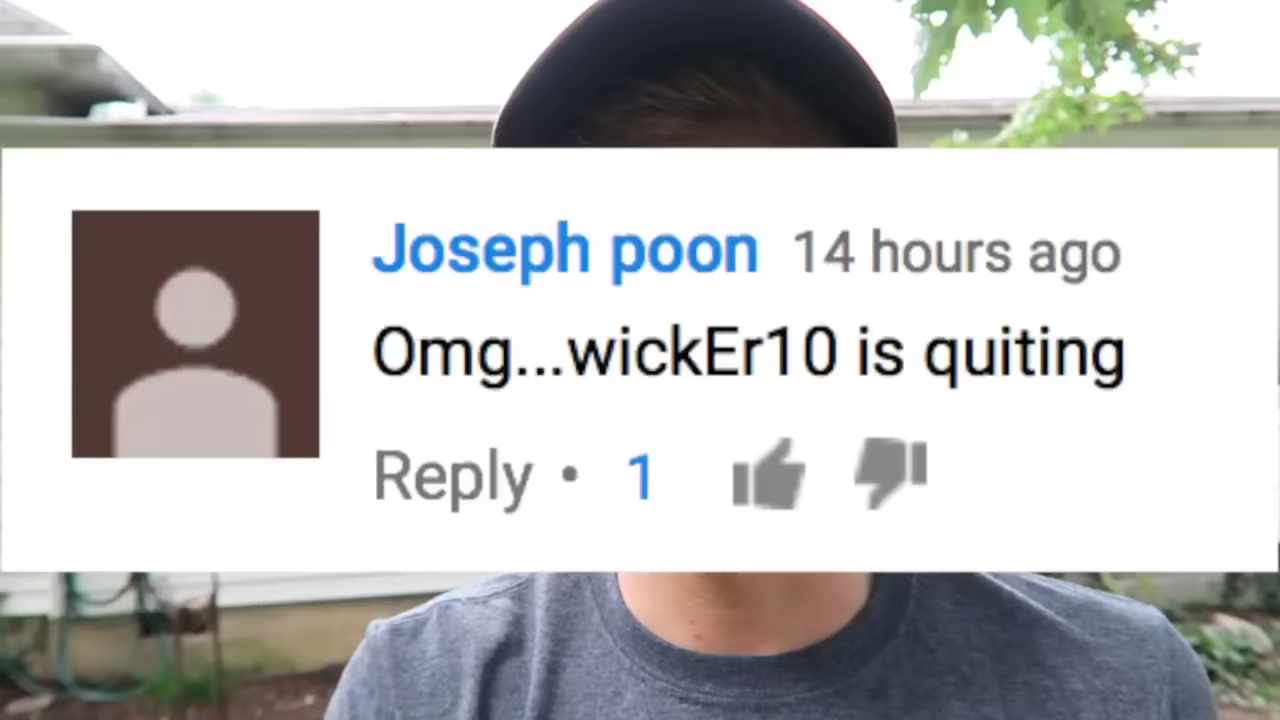 Joseph poon 14 hours ago
Omg...wickEr10 is quiting
Reply • 1